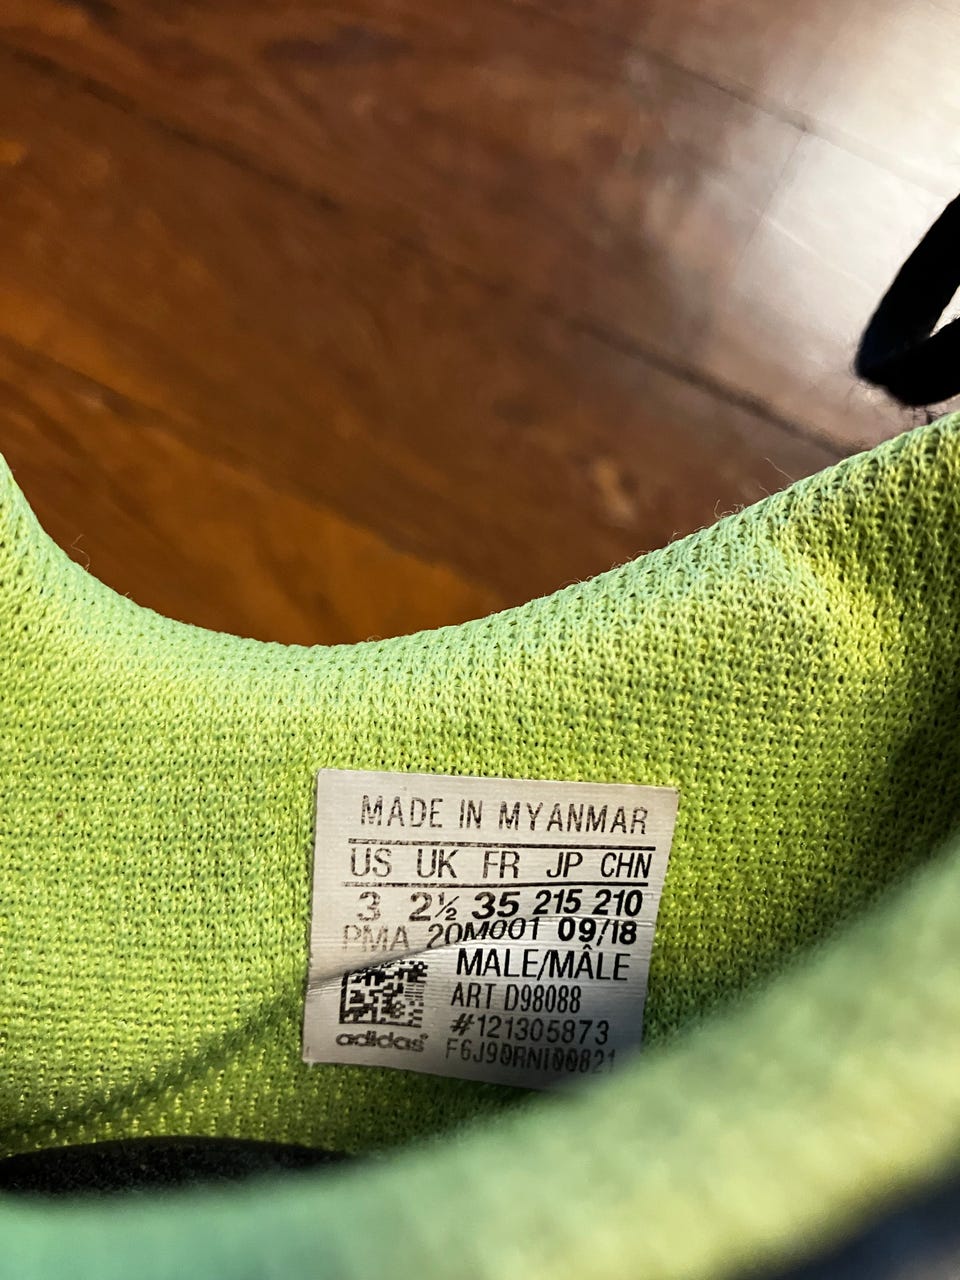 MADE IN MYANMAR
US UK FR JP CHN
3 2½ 35 215 210
PMA 20M001 09/18
MALE/MÂLE
ART D98088
#121305873
F6J90RNI00821
adidas